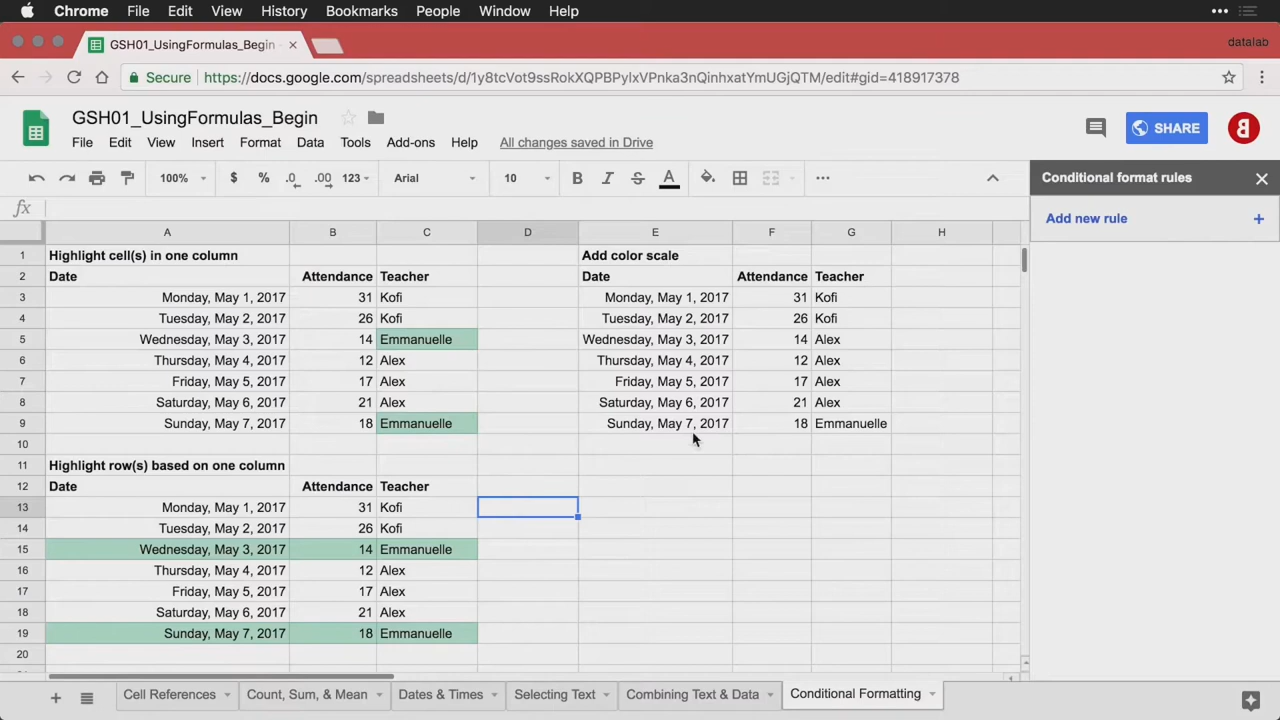 Chrome File Edit View History Bookmarks People Window Help
GSH01_UsingFormulas_Begin
datalab
Secure https://docs.google.com/spreadsheets/d/1y8tcVot9ssRokXQPBPylxVPnka3nQinhxatYmUGjQTM/edit#gid=418917378
GSH01_UsingFormulas_Begin
File Edit View Insert Format Data Tools Add-ons Help All changes saved in Drive
SHARE
100% $ % .0 .00 123 Arial 10 B I S A
Conditional format rules
fx
Add new rule +
A B C D E F G H
1 Highlight cell(s) in one column Add color scale
2 Date Attendance Teacher Date Attendance Teacher
3 Monday, May 1, 2017 31 Kofi Monday, May 1, 2017 31 Kofi
4 Tuesday, May 2, 2017 26 Kofi Tuesday, May 2, 2017 26 Kofi
5 Wednesday, May 3, 2017 14 Emmanuelle Wednesday, May 3, 2017 14 Alex
6 Thursday, May 4, 2017 12 Alex Thursday, May 4, 2017 12 Alex
7 Friday, May 5, 2017 17 Alex Friday, May 5, 2017 17 Alex
8 Saturday, May 6, 2017 21 Alex Saturday, May 6, 2017 21 Alex
9 Sunday, May 7, 2017 18 Emmanuelle Sunday, May 7, 2017 18 Emmanuelle
10
11 Highlight row(s) based on one column
12 Date Attendance Teacher
13 Monday, May 1, 2017 31 Kofi
14 Tuesday, May 2, 2017 26 Kofi
15 Wednesday, May 3, 2017 14 Emmanuelle
16 Thursday, May 4, 2017 12 Alex
17 Friday, May 5, 2017 17 Alex
18 Saturday, May 6, 2017 21 Alex
19 Sunday, May 7, 2017 18 Emmanuelle
20
Cell References Count, Sum, & Mean Dates & Times Selecting Text Combining Text & Data Conditional Formatting